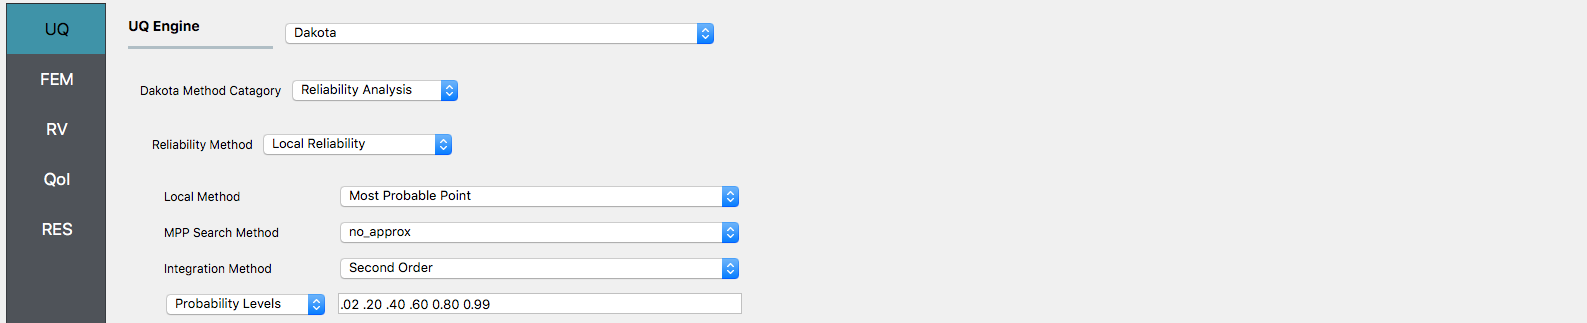 UQ
FEM
RV
QoI
RES
UQ Engine
Dakota
Dakota Method Catagory
Reliability Analysis
Reliability Method
Local Reliability
Local Method
Most Probable Point
MPP Search Method
no_approx
Integration Method
Second Order
Probability Levels
.02 .20 .40 .60 0.80 0.99